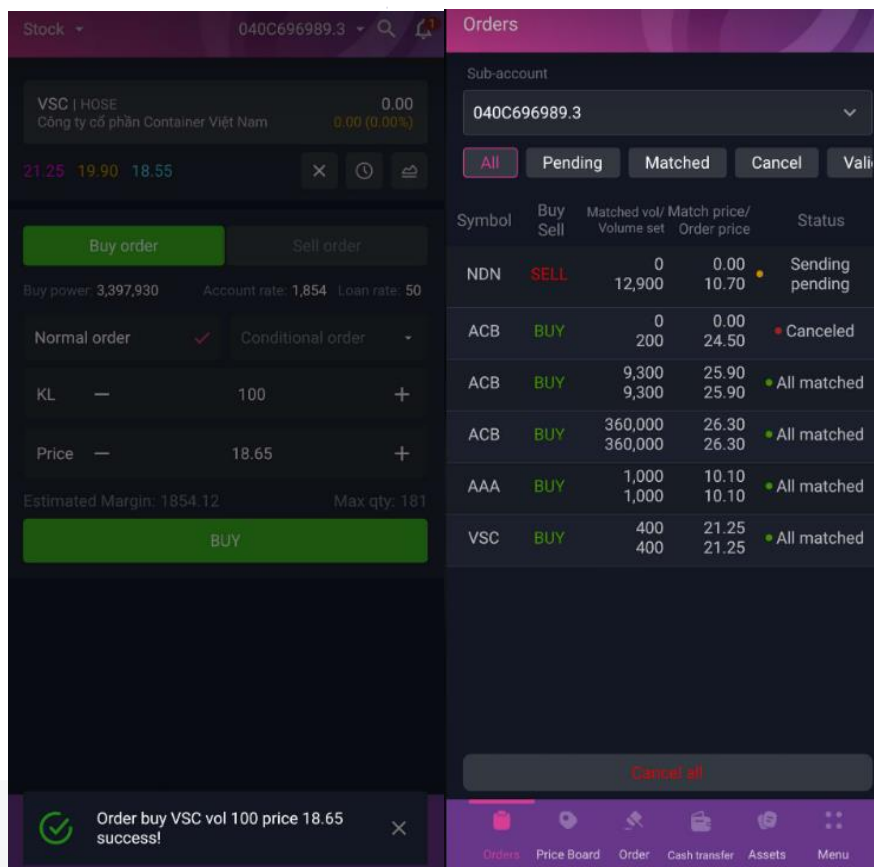 Stock 040C696989.3 1
VSC | HOSE 0.00
Công ty cổ phần Container Việt Nam 0.00 (0.00%)
21.25 19.90 18.55
Buy order Sell order
Buy power: 3,397,930 Account rate: 1,854 Loan rate: 50
Normal order Conditional order
KL 100
Price 18.65
Estimated Margin: 1854.12 Max qty: 181
BUY
Order buy VSC vol 100 price 18.65
success!
Orders
Sub-account
040C696989.3
All Pending Matched Cancel Vali
Symbol Buy Sell Matched vol/ Volume set Match price/ Order price Status
NDN SELL 0 0.00 Sending
12,900 10.70 pending
ACB BUY 0 0.00 Canceled
200 24.50
ACB BUY 9,300 25.90 All matched
9,300 25.90
ACB BUY 360,000 26.30 All matched
360,000 26.30
AAA BUY 1,000 10.10 All matched
1,000 10.10
VSC BUY 400 21.25 All matched
400 21.25
Cancel all
Orders Price Board Order Cash transfer Assets Menu